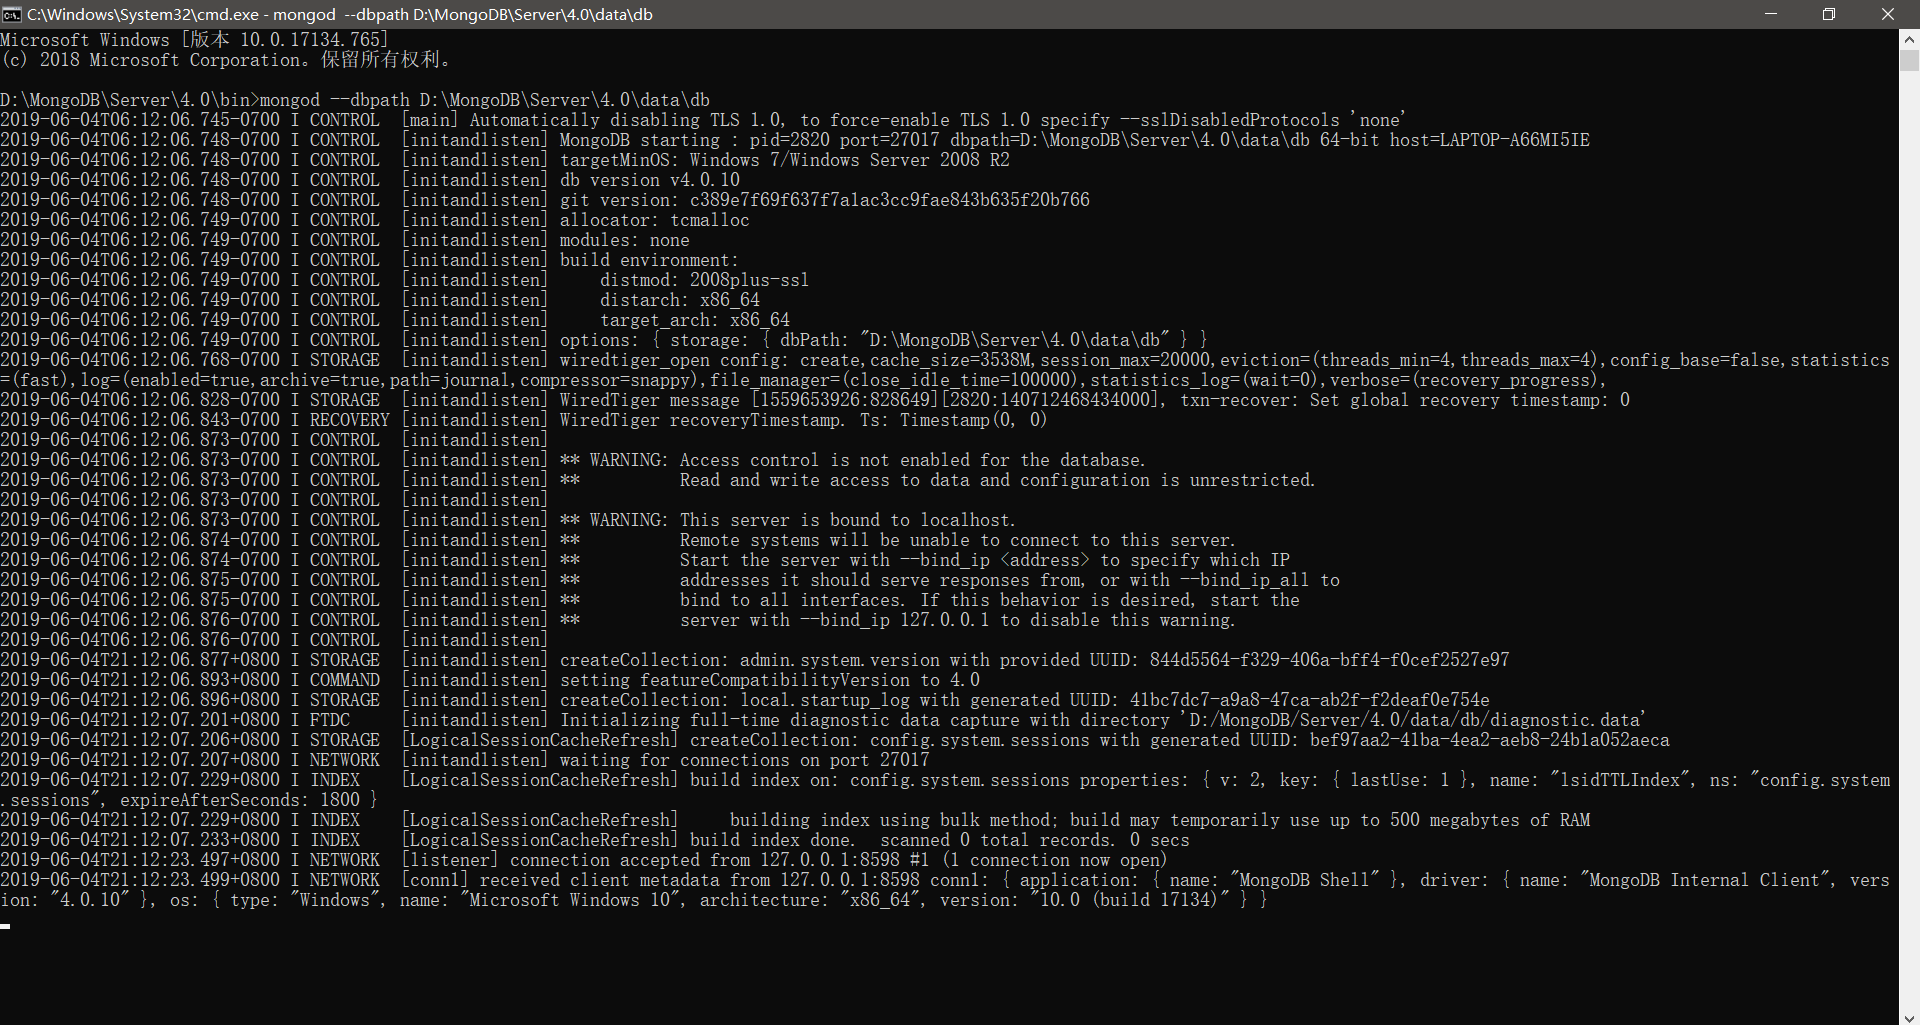 C:\Windows\System32\cmd.exe - mongod  --dbpath D:\MongoDB\Server\4.0\data\db
Microsoft Windows [版本 10.0.17134.765]
(c) 2018 Microsoft Corporation。保留所有权利。
D:\MongoDB\Server\4.0\bin>mongod --dbpath D:\MongoDB\Server\4.0\data\db
2019-06-04T06:12:06.745-0700 I CONTROL  [main] Automatically disabling TLS 1.0, to force-enable TLS 1.0 specify --sslDisabledProtocols 'none'
2019-06-04T06:12:06.748-0700 I CONTROL  [initandlisten] MongoDB starting : pid=2820 port=27017 dbpath=D:\MongoDB\Server\4.0\data\db 64-bit host=LAPTOP-A66MI5IE
2019-06-04T06:12:06.748-0700 I CONTROL  [initandlisten] targetMinOS: Windows 7/Windows Server 2008 R2
2019-06-04T06:12:06.748-0700 I CONTROL  [initandlisten] db version v4.0.10
2019-06-04T06:12:06.748-0700 I CONTROL  [initandlisten] git version: c389e7f69f637f7a1ac3cc9fae843b635f20b766
2019-06-04T06:12:06.749-0700 I CONTROL  [initandlisten] allocator: tcmalloc
2019-06-04T06:12:06.749-0700 I CONTROL  [initandlisten] modules: none
2019-06-04T06:12:06.749-0700 I CONTROL  [initandlisten] build environment:
2019-06-04T06:12:06.749-0700 I CONTROL  [initandlisten]     distmod: 2008plus-ssl
2019-06-04T06:12:06.749-0700 I CONTROL  [initandlisten]     distarch: x86_64
2019-06-04T06:12:06.749-0700 I CONTROL  [initandlisten]     target_arch: x86_64
2019-06-04T06:12:06.749-0700 I CONTROL  [initandlisten] options: { storage: { dbPath: "D:\MongoDB\Server\4.0\data\db" } }
2019-06-04T06:12:06.768-0700 I STORAGE  [initandlisten] wiredtiger_open config: create,cache_size=3538M,session_max=20000,eviction=(threads_min=4,threads_max=4),config_base=false,statistics
=(fast),log=(enabled=true,archive=true,path=journal,compressor=snappy),file_manager=(close_idle_time=100000),statistics_log=(wait=0),verbose=(recovery_progress),
2019-06-04T06:12:06.828-0700 I STORAGE  [initandlisten] WiredTiger message [1559653926:828649][2820:140712468434000], txn-recover: Set global recovery timestamp: 0
2019-06-04T06:12:06.843-0700 I RECOVERY [initandlisten] WiredTiger recoveryTimestamp. Ts: Timestamp(0, 0)
2019-06-04T06:12:06.873-0700 I CONTROL  [initandlisten]
2019-06-04T06:12:06.873-0700 I CONTROL  [initandlisten] ** WARNING: Access control is not enabled for the database.
2019-06-04T06:12:06.873-0700 I CONTROL  [initandlisten] **          Read and write access to data and configuration is unrestricted.
2019-06-04T06:12:06.873-0700 I CONTROL  [initandlisten]
2019-06-04T06:12:06.873-0700 I CONTROL  [initandlisten] ** WARNING: This server is bound to localhost.
2019-06-04T06:12:06.874-0700 I CONTROL  [initandlisten] **          Remote systems will be unable to connect to this server.
2019-06-04T06:12:06.874-0700 I CONTROL  [initandlisten] **          Start the server with --bind_ip <address> to specify which IP
2019-06-04T06:12:06.875-0700 I CONTROL  [initandlisten] **          addresses it should serve responses from, or with --bind_ip_all to
2019-06-04T06:12:06.875-0700 I CONTROL  [initandlisten] **          bind to all interfaces. If this behavior is desired, start the
2019-06-04T06:12:06.876-0700 I CONTROL  [initandlisten] **          server with --bind_ip 127.0.0.1 to disable this warning.
2019-06-04T06:12:06.876-0700 I CONTROL  [initandlisten]
2019-06-04T21:12:06.877+0800 I STORAGE  [initandlisten] createCollection: admin.system.version with provided UUID: 844d5564-f329-406a-bff4-f0cef2527e97
2019-06-04T21:12:06.893+0800 I COMMAND  [initandlisten] setting featureCompatibilityVersion to 4.0
2019-06-04T21:12:06.896+0800 I STORAGE  [initandlisten] createCollection: local.startup_log with generated UUID: 41bc7dc7-a9a8-47ca-ab2f-f2deaf0e754e
2019-06-04T21:12:07.201+0800 I FTDC     [initandlisten] Initializing full-time diagnostic data capture with directory 'D:/MongoDB/Server/4.0/data/db/diagnostic.data'
2019-06-04T21:12:07.206+0800 I STORAGE  [LogicalSessionCacheRefresh] createCollection: config.system.sessions with generated UUID: bef97aa2-41ba-4ea2-aeb8-24b1a052aeca
2019-06-04T21:12:07.207+0800 I NETWORK  [initandlisten] waiting for connections on port 27017
2019-06-04T21:12:07.229+0800 I INDEX    [LogicalSessionCacheRefresh] build index on: config.system.sessions properties: { v: 2, key: { lastUse: 1 }, name: "lsidTTLIndex", ns: "config.system
.sessions", expireAfterSeconds: 1800 }
2019-06-04T21:12:07.229+0800 I INDEX    [LogicalSessionCacheRefresh]     building index using bulk method; build may temporarily use up to 500 megabytes of RAM
2019-06-04T21:12:07.233+0800 I INDEX    [LogicalSessionCacheRefresh] build index done.  scanned 0 total records. 0 secs
2019-06-04T21:12:23.497+0800 I NETWORK  [listener] connection accepted from 127.0.0.1:8598 #1 (1 connection now open)
2019-06-04T21:12:23.499+0800 I NETWORK  [conn1] received client metadata from 127.0.0.1:8598 conn1: { application: { name: "MongoDB Shell" }, driver: { name: "MongoDB Internal Client", vers
ion: "4.0.10" }, os: { type: "Windows", name: "Microsoft Windows 10", architecture: "x86_64", version: "10.0 (build 17134)" } }